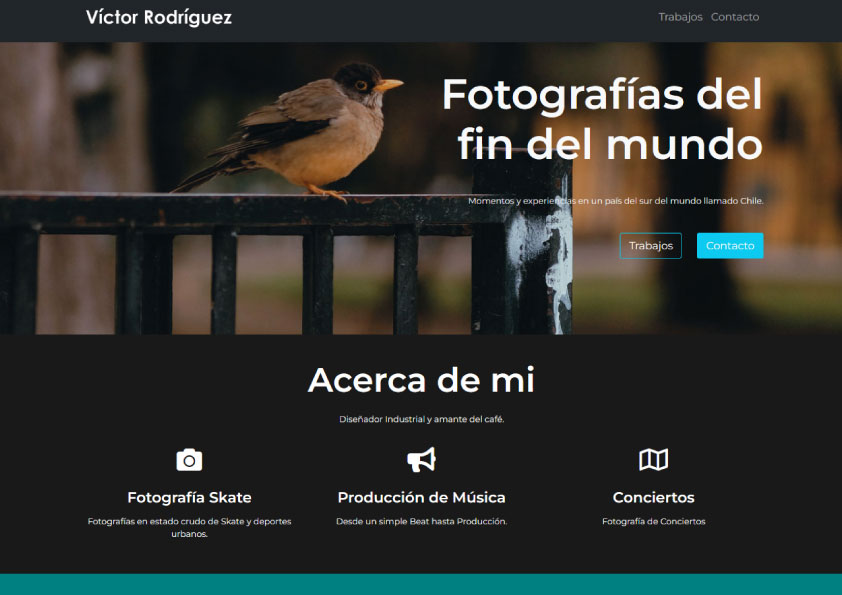 Víctor Rodríguez
Trabajos Contacto
Fotografías del
fin del mundo
Momentos y experiencias en un país del sur del mundo llamado Chile.
Trabajos Contacto
Acerca de mi
Diseñador Industrial y amante del café.
Fotografía Skate
Fotografías en estado crudo de Skate y deportes
urbanos.
Producción de Música
Desde un simple Beat hasta Producción.
Conciertos
Fotografía de Conciertos